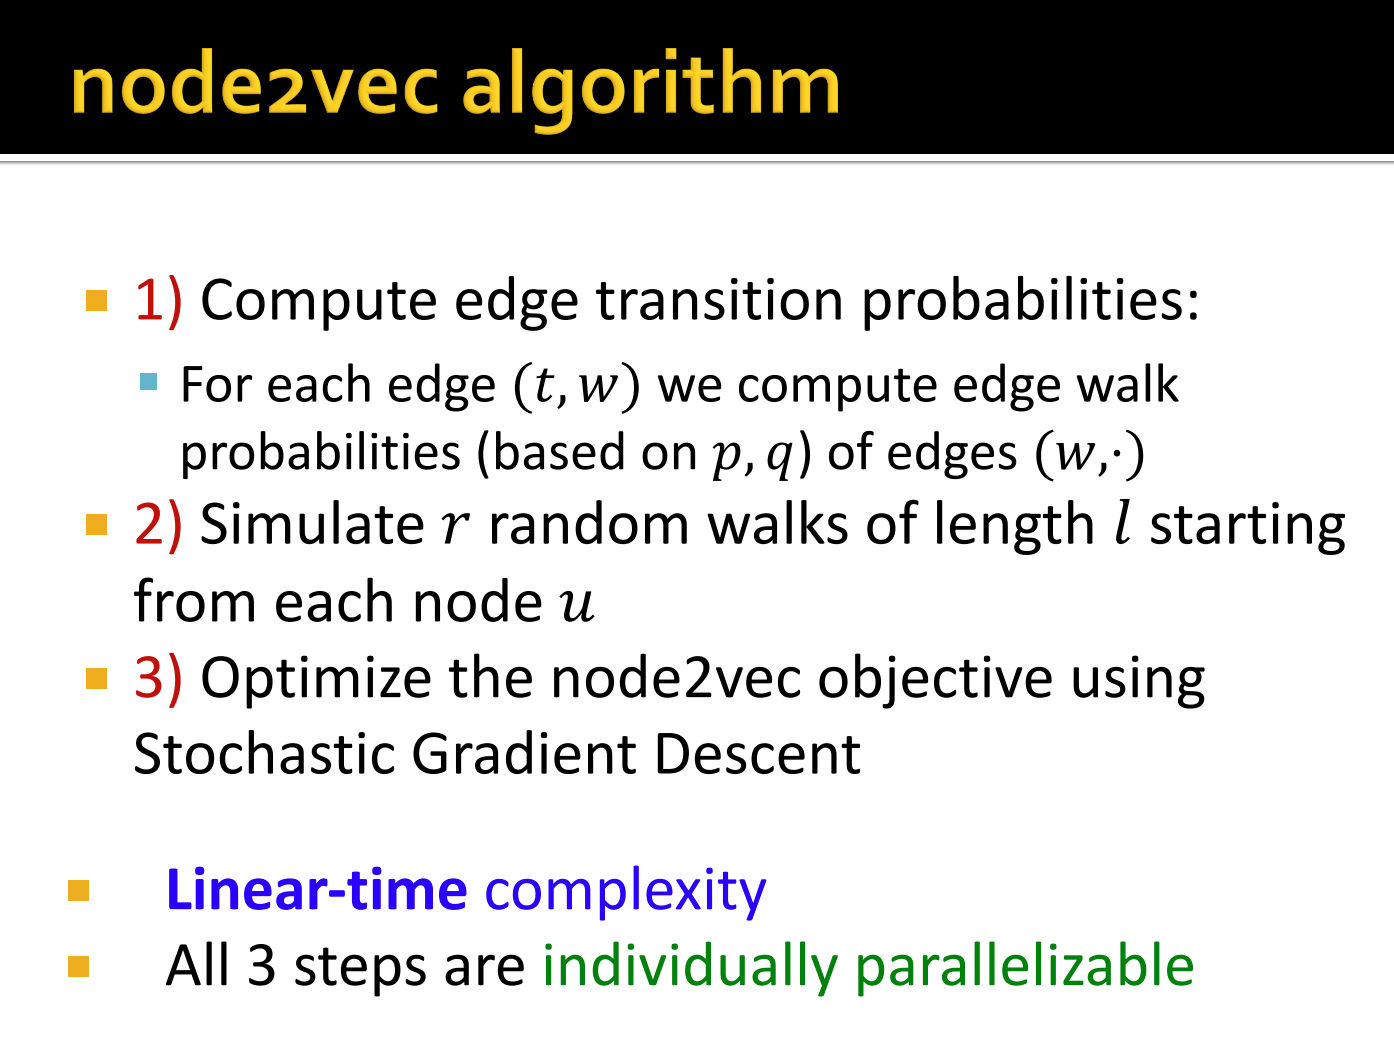 node2vec algorithm
1) Compute edge transition probabilities:
For each edge (𝑡, 𝑤) we compute edge walk
probabilities (based on 𝑝, 𝑞) of edges (𝑤,·)
2) Simulate 𝑟 random walks of length 𝑙 starting
from each node 𝑢
3) Optimize the node2vec objective using
Stochastic Gradient Descent
Linear-time complexity
All 3 steps are individually parallelizable